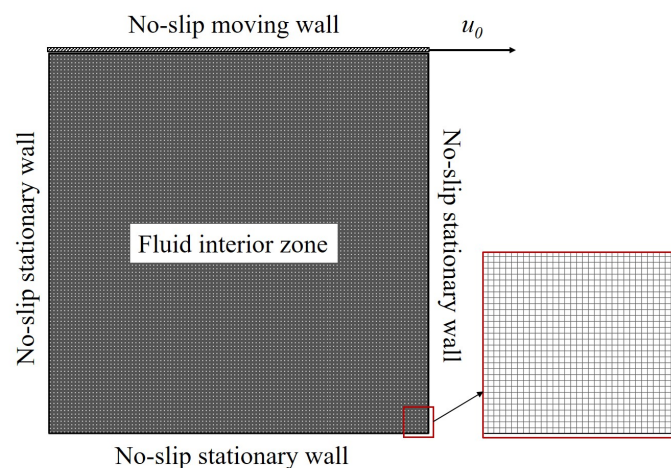 No-slip moving wall
u₀
No-slip stationary wall
No-slip stationary wall
Fluid interior zone
No-slip stationary wall